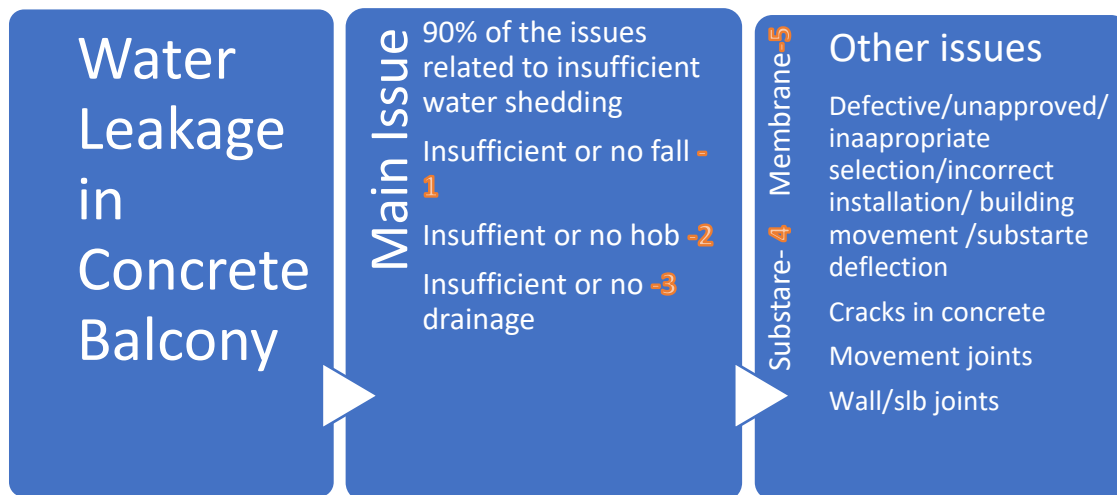 Water
Leakage
in
Concrete
Balcony
Main Issue
90% of the issues
related to insufficient
water shedding
Insufficient or no fall -
1
Insuffient or no hob -2
Insufficient or no -3
drainage
Substare- 4 Membrane-5
Other issues
Defective/unapproved/
inaapropriate
selection/incorrect
installation/ building
movement /substarte
deflection
Cracks in concrete
Movement joints
Wall/slb joints